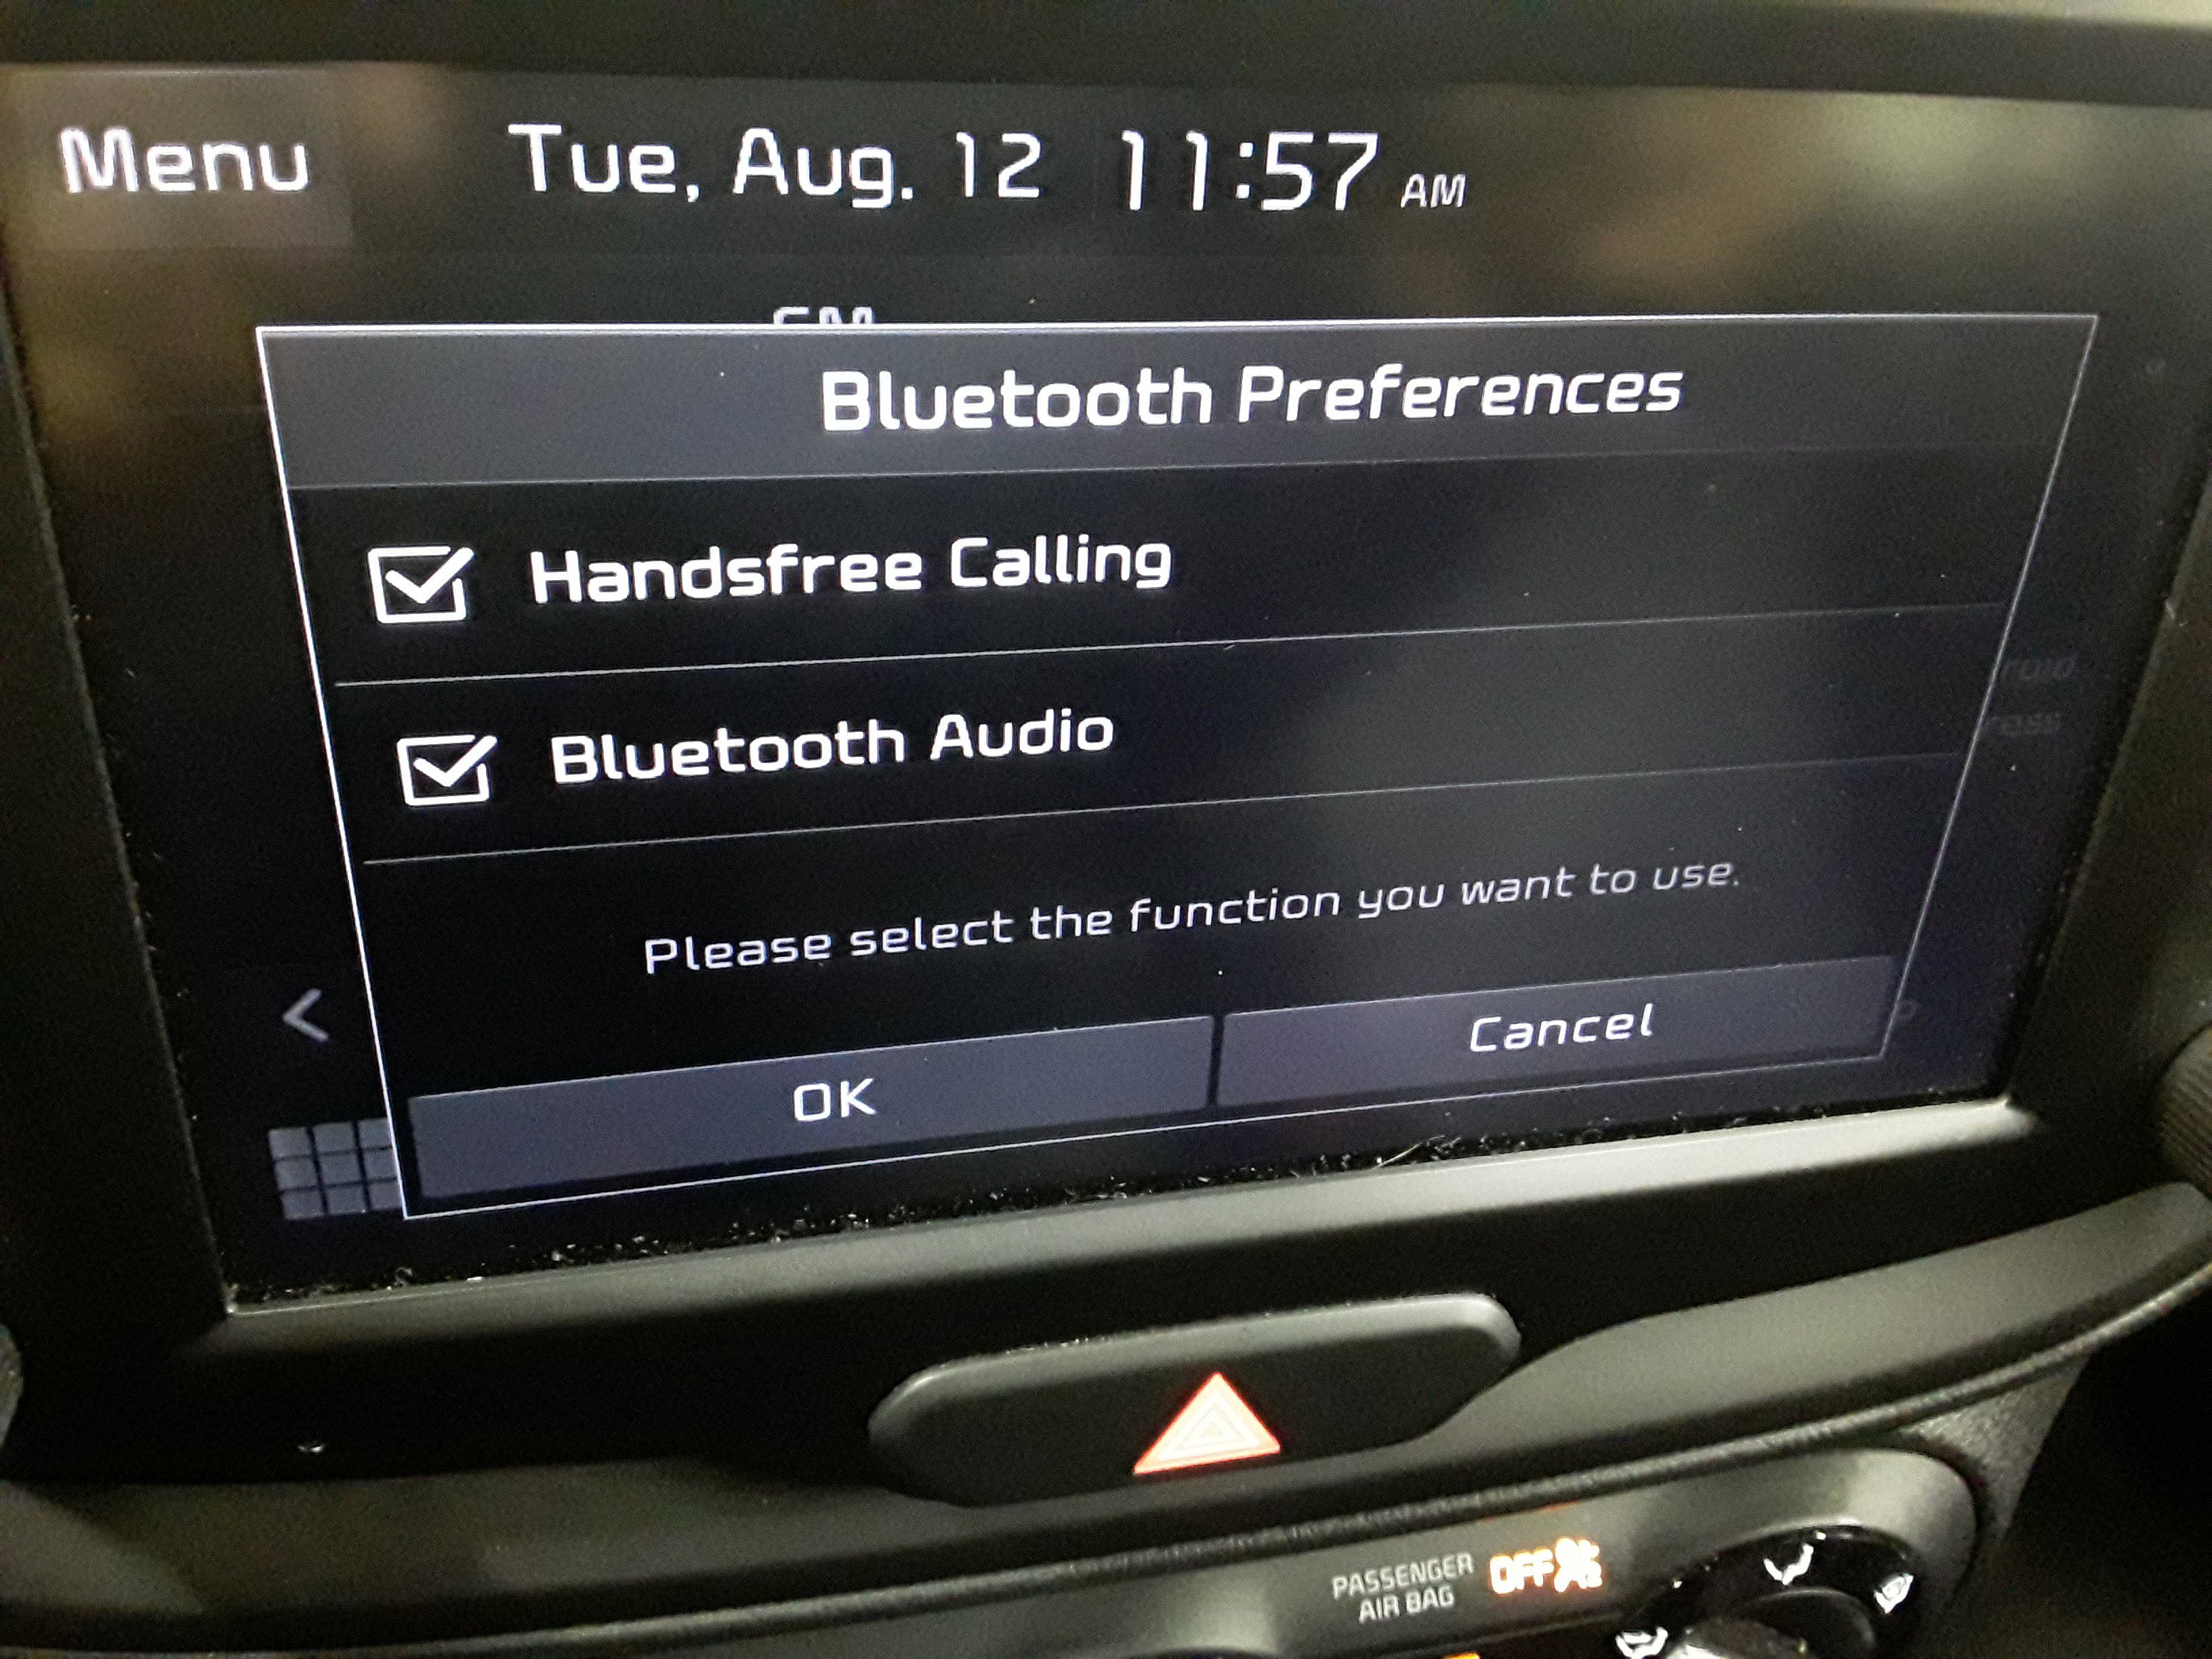 Menu
Tue, Aug. 12 11:57 AM
Bluetooth Preferences
Handsfree Calling
Bluetooth Audio
Please select the function you want to use.
OK
Cancel
PASSENGER
AIR BAG
OFF